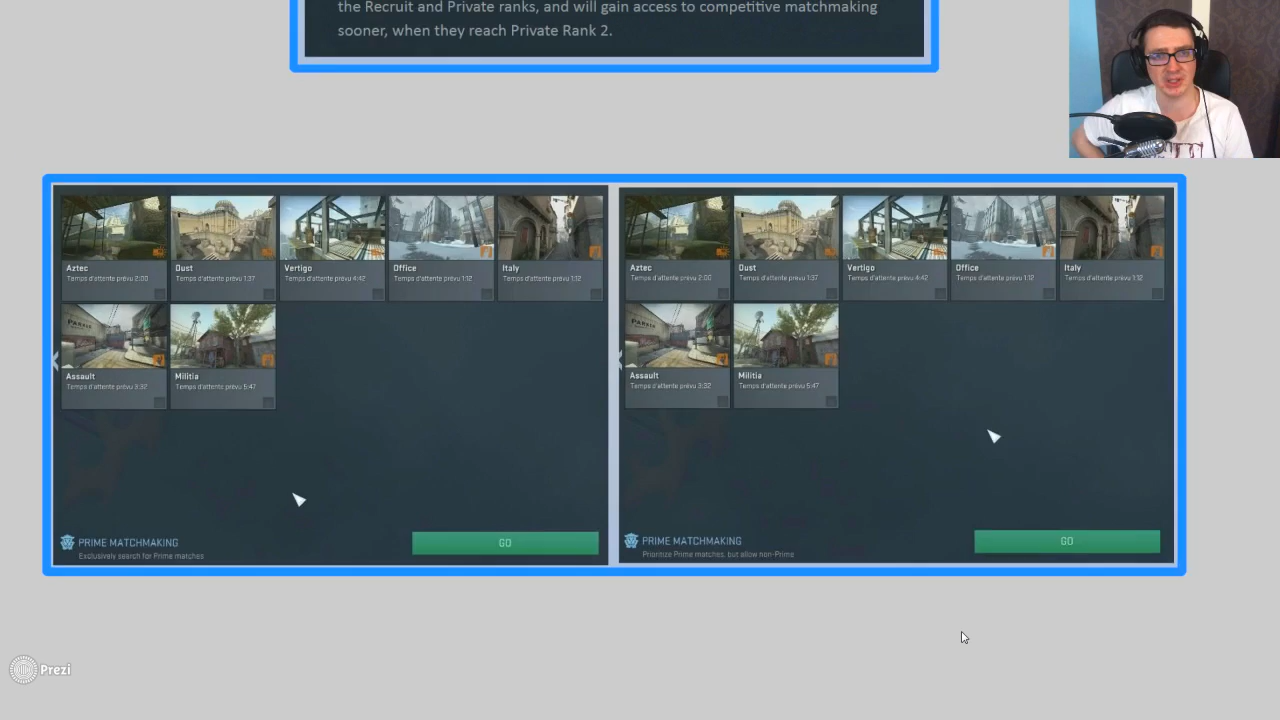 the Recruit and Private ranks, and will gain access to competitive matchmaking
sooner, when they reach Private Rank 2.
Aztec
Temps d'attente prévu 2:00
Dust
Temps d'attente prévu 1:37
Vertigo
Temps d'attente prévu 4:42
Office
Temps d'attente prévu 1:12
Italy
Temps d'attente prévu 1:12
Assault
Temps d'attente prévu 3:32
Militia
Temps d'attente prévu 5:47
PRIME MATCHMAKING
Exclusively search for Prime matches
GO
Aztec
Temps d'attente prévu 2:00
Dust
Temps d'attente prévu 1:37
Vertigo
Temps d'attente prévu 4:42
Office
Temps d'attente prévu 1:12
Italy
Temps d'attente prévu 1:12
Assault
Temps d'attente prévu 3:32
Militia
Temps d'attente prévu 5:47
PRIME MATCHMAKING
Prioritize Prime matches, but allow non-Prime
GO
Prezi